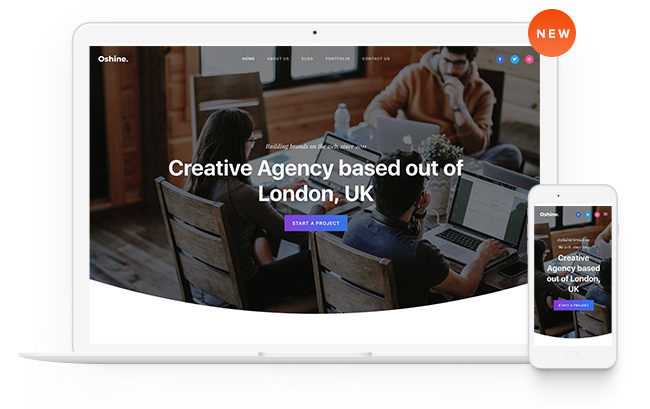 NEW
Oshine.
HOME ABOUT US BLOG PORTFOLIO CONTACT US
Building brands on the web, since 2011
Creative Agency based out of
London, UK
START A PROJECT
Oshine.
Building brands on
the web, since 2011
Creative
Agency based
out of London,
UK
START A PROJECT